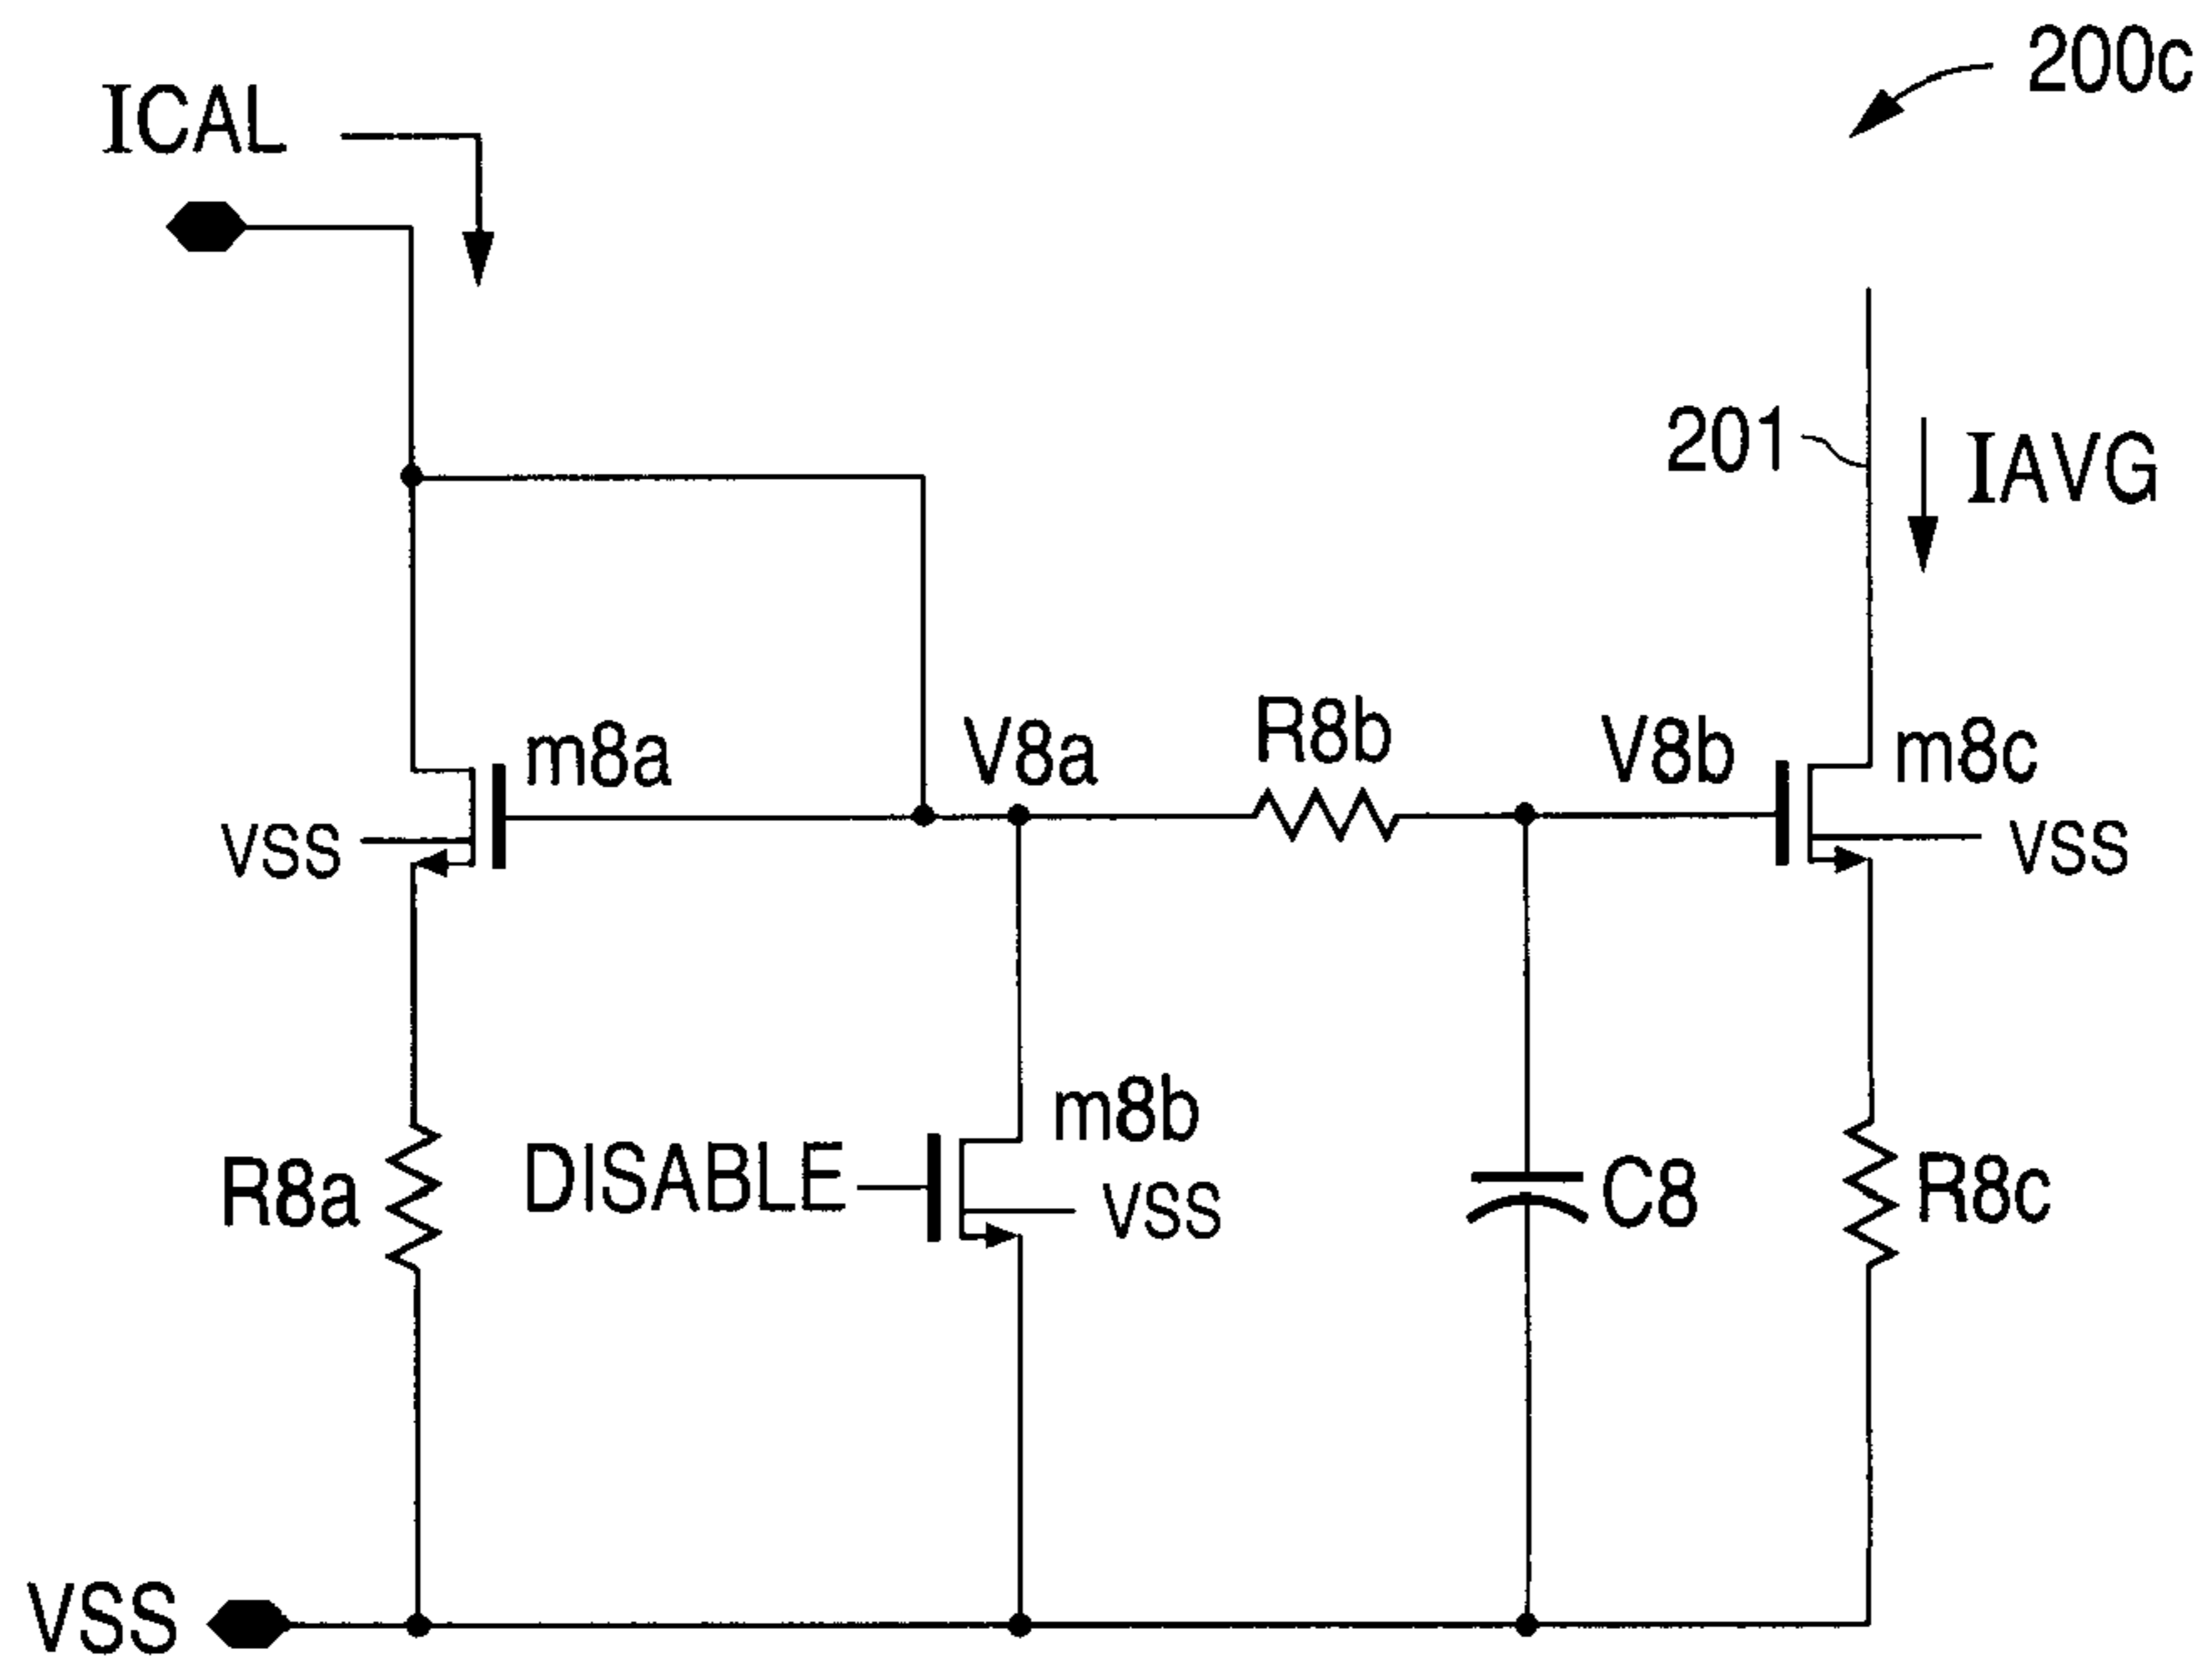 200c
ICAL
201
IAVG
m8a
V8a
R8b
V8b
m8c
VSS
VSS
m8b
R8a
DISABLE
VSS
C8
R8c
VSS